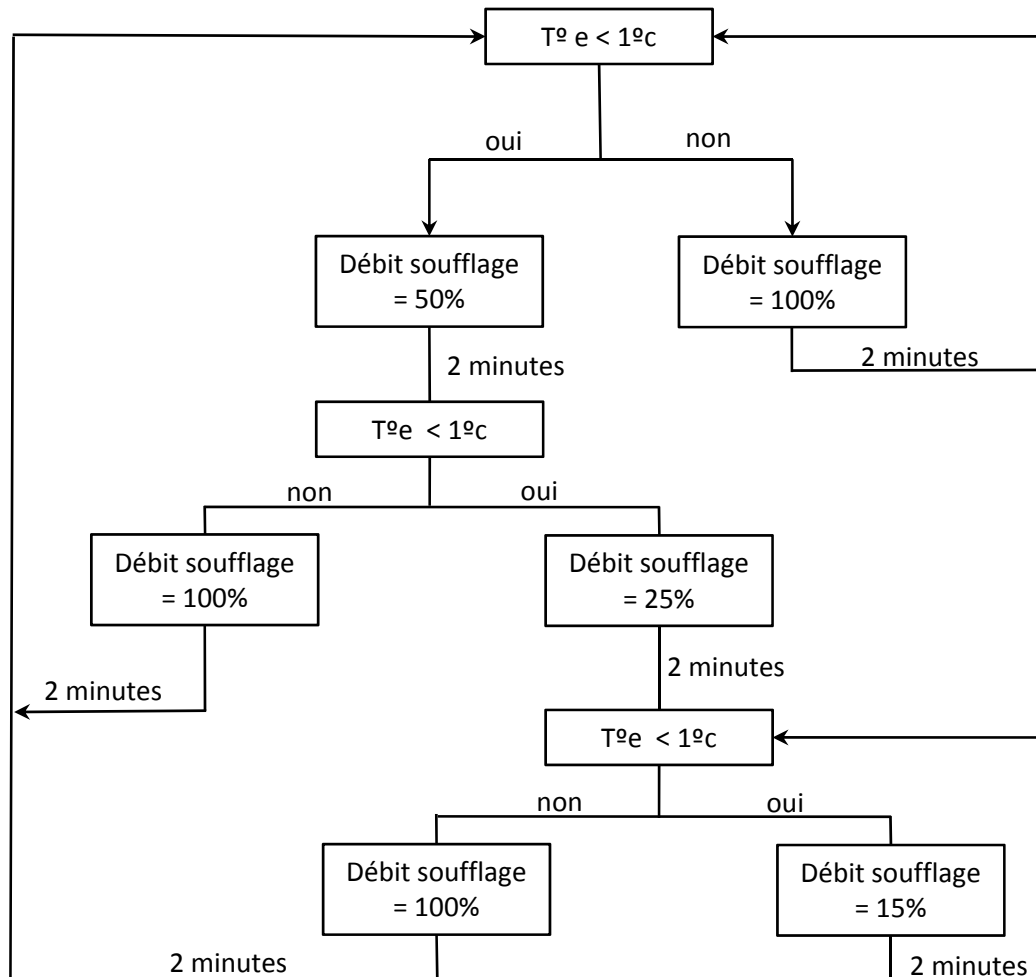 Tº e < 1ºc
oui
non
Débit soufflage
= 50%
Débit soufflage
= 100%
2 minutes
2 minutes
Tºe < 1ºc
non
oui
Débit soufflage
= 100%
Débit soufflage
= 25%
2 minutes
2 minutes
Tºe < 1ºc
non
oui
Débit soufflage
= 100%
Débit soufflage
= 15%
2 minutes
2 minutes